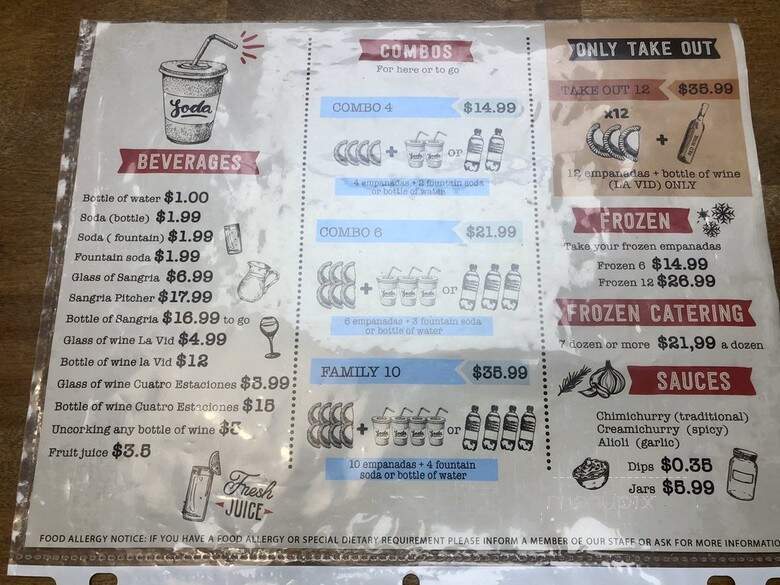 Soda
BEVERAGES
Bottle of water $1.00
Soda (bottle) $1.99
Soda ( fountain) $1.99
Fountain soda $1.99
Glass of Sangria $6.99
Sangria Pitcher $17.99
Bottle of Sangria $16.99 to go
Glass of wine La Vid $4.99
Bottle of wine la Vid $12
Glass of wine Cuatro Estaciones $3.99
Bottle of wine Cuatro Estaciones $15
Uncorking any bottle of wine
Fruit juice $3.5
Fresh
JUICE
COMBOS
For here or to go
COMBO 4 $14.99
+ or
4 empanadas + 2 fountain soda
or bottle of water
COMBO 6 $21.99
+ or
6 empanadas + 3 fountain soda
or bottle of water
FAMILY 10 $35.99
+ or
10 empanadas + 4 fountain
soda or bottle of water
ONLY TAKE OUT
TAKE OUT 12 $35.99
x12
+
12 empanadas + bottle of wine
(LA VID) ONLY
FROZEN
Take your frozen empanadas
Frozen 6 $14.99
Frozen 12 $26.99
FROZEN CATERING
7 dozen or more $21,99 a dozen
SAUCES
Chimichurry (traditional)
Creamichurry (spicy)
Alioli (garlic)
Dips $0.35
Jars $5.99
FOOD ALLERGY NOTICE: IF YOU HAVE A FOOD ALLERGY OR SPECIAL DIETARY REQUIREMENT PLEASE INFORM A MEMBER OF OUR STAFF OR ASK FOR MORE INFORMATIO